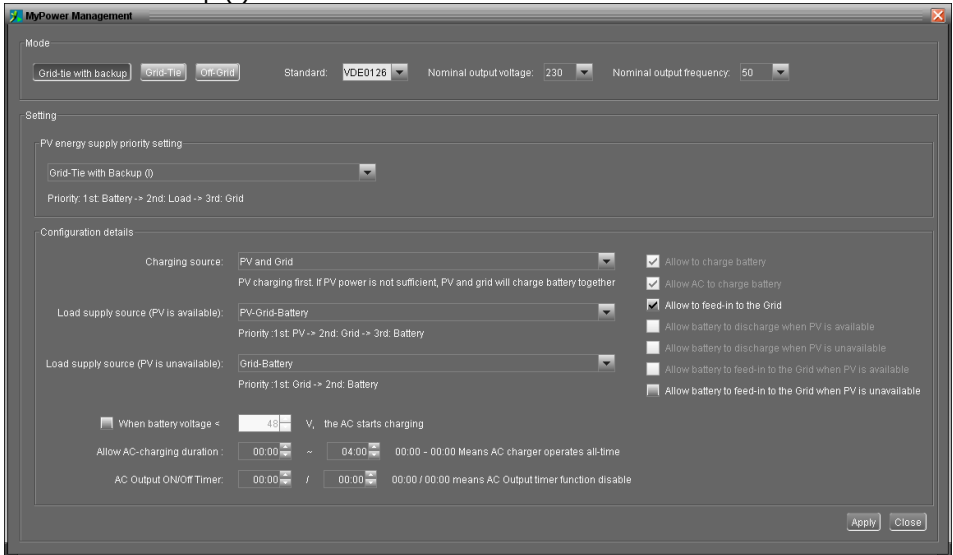 MyPower Management
Mode
Grid-tie with backup Grid-Tie Off-Grid Standard: VDE0126 Nominal output voltage: 230 Nominal output frequency: 50
Setting
PV energy supply priority setting
Grid-Tie with Backup (I)
Priority: 1st: Battery -> 2nd: Load -> 3rd: Grid
Configuration details
Charging source: PV and Grid
PV charging first. If PV power is not sufficient, PV and grid will charge battery together
Load supply source (PV is available): PV-Grid-Battery
Priority :1st: PV -> 2nd: Grid -> 3rd: Battery
Load supply source (PV is unavailable): Grid-Battery
Priority :1st: Grid -> 2nd: Battery
Allow to charge battery
Allow AC to charge battery
Allow to feed-in to the Grid
Allow battery to discharge when PV is available
Allow battery to discharge when PV is unavailable
Allow battery to feed-in to the Grid when PV is available
Allow battery to feed-in to the Grid when PV is unavailable
When battery voltage < 48 V, the AC starts charging
Allow AC-charging duration : 00:00 ~ 04:00 00:00 - 00:00 Means AC charger operates all-time
AC Output ON/Off Timer: 00:00 / 00:00 00:00 / 00:00 means AC Output timer function disable
Apply Close